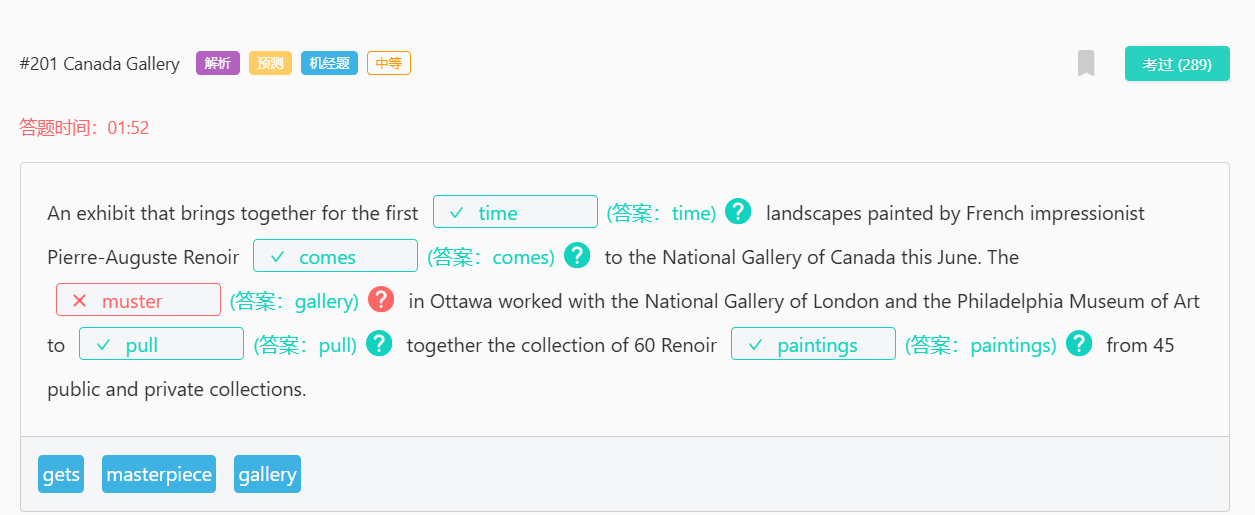 #201 Canada Gallery 解析 预测 机经题 中等 考过 (289)
答题时间：01:52
An exhibit that brings together for the first time (答案：time) ? landscapes painted by French impressionist
Pierre-Auguste Renoir comes (答案：comes) ? to the National Gallery of Canada this June. The
muster (答案：gallery) ? in Ottawa worked with the National Gallery of London and the Philadelphia Museum of Art
to pull (答案：pull) ? together the collection of 60 Renoir paintings (答案：paintings) ? from 45
public and private collections.
gets masterpiece gallery